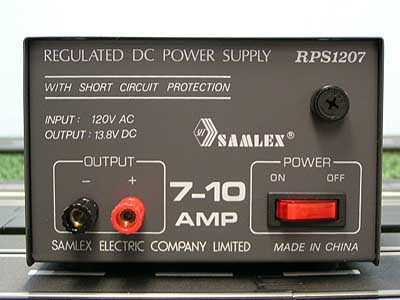 REGULATED DC POWER SUPPLY RPS1207
WITH SHORT CIRCUIT PROTECTION
INPUT : 120V AC
OUTPUT : 13.8V DC
SAMLEX®
OUTPUT
POWER
- +
7-10
AMP
ON OFF
SAMLEX ELECTRIC COMPANY LIMITED
MADE IN CHINA